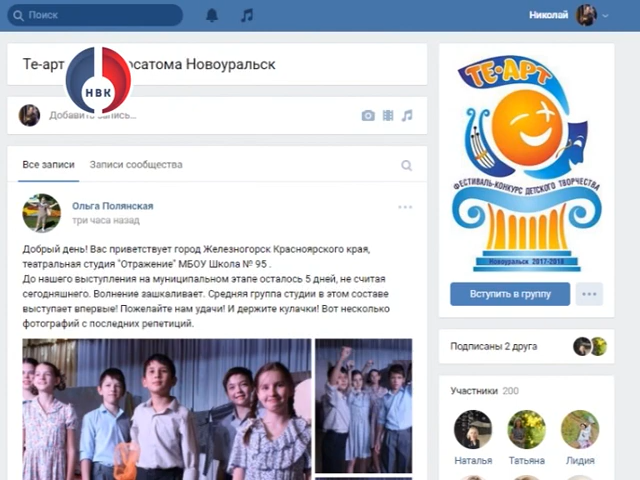 Поиск
Николай
Те-арт
осатома Новоуральск
НВК
Добавить запись...
Все записи
Записи сообщества
Ольга Полянская
три часа назад
Добрый день! Вас приветствует город Железногорск Красноярского края,
театральная студия "Отражение" МБОУ Школа № 95 .
До нашего выступления на муниципальном этапе осталось 5 дней, не считая
сегодняшнего. Волнение зашкаливает. Средняя группа студии в этом составе
выступает впервые! Пожелайте нам удачи! И держите кулачки! Вот несколько
фотографий с последних репетиций.
ТЕ•АРТ
ФЕСТИВАЛЬ-КОНКУРС ДЕТСКОГО ТВОРЧЕСТВА
Новоуральск 2017-2018
Вступить в группу
Подписаны 2 друга
Участники 200
Наталья
Татьяна
Лидия